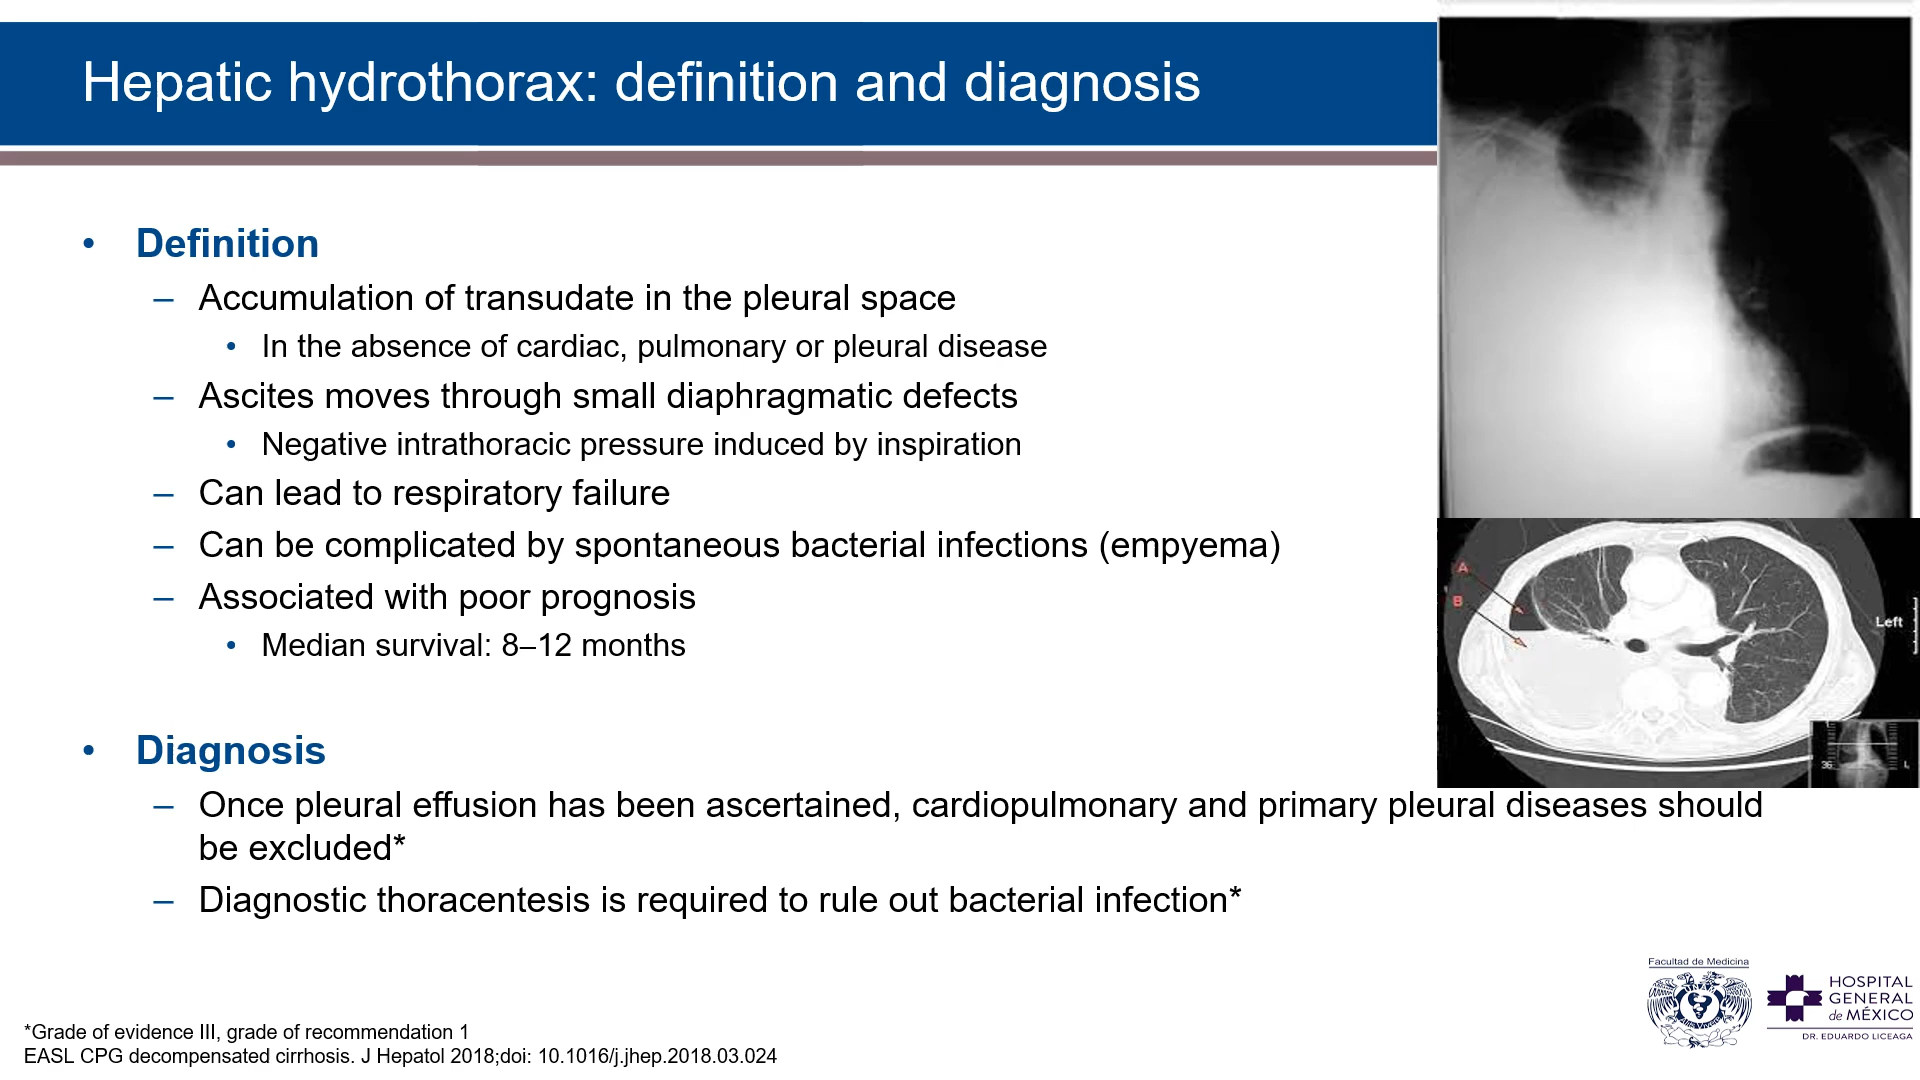 Hepatic hydrothorax: definition and diagnosis
• Definition
– Accumulation of transudate in the pleural space
• In the absence of cardiac, pulmonary or pleural disease
– Ascites moves through small diaphragmatic defects
• Negative intrathoracic pressure induced by inspiration
– Can lead to respiratory failure
– Can be complicated by spontaneous bacterial infections (empyema)
– Associated with poor prognosis
• Median survival: 8–12 months
A
B
Left
36
L
• Diagnosis
– Once pleural effusion has been ascertained, cardiopulmonary and primary pleural diseases should
be excluded*
– Diagnostic thoracentesis is required to rule out bacterial infection*
Facultad de Medicina
UNAM
HOSPITAL
GENERAL
de MÉXICO
DR. EDUARDO LICEAGA
*Grade of evidence III, grade of recommendation 1
EASL CPG decompensated cirrhosis. J Hepatol 2018;doi: 10.1016/j.jhep.2018.03.024